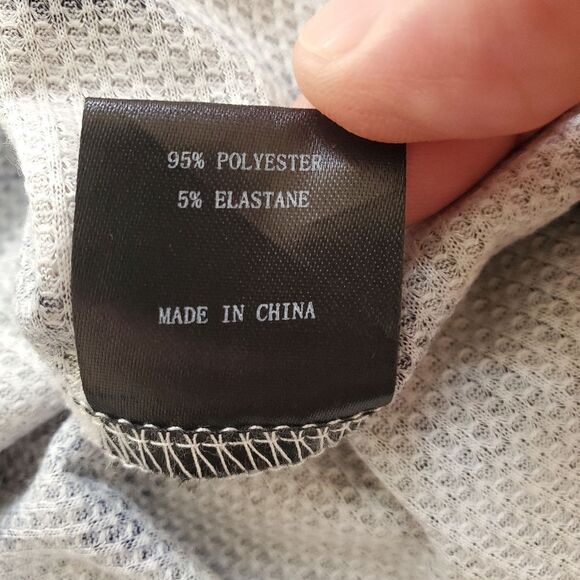 95% POLYESTER
5% ELASTANE
MADE IN CHINA